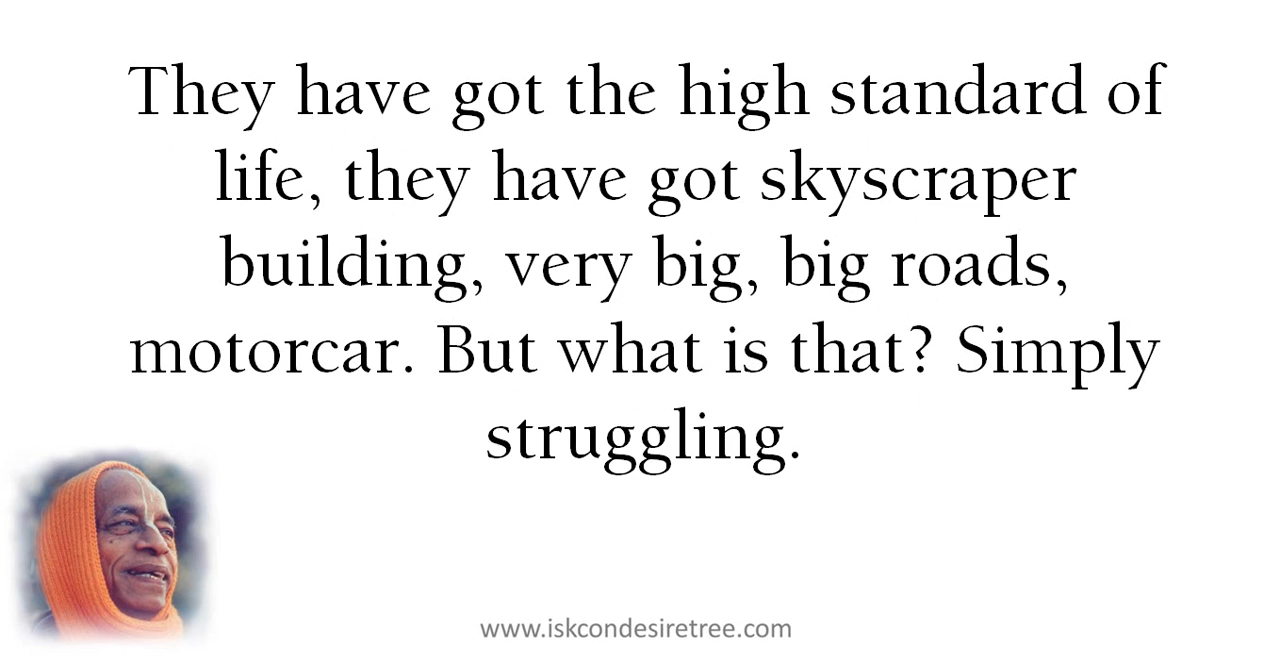 They have got the high standard of
life, they have got skyscraper
building, very big, big roads,
motorcar. But what is that? Simply
struggling.
www.iskcondesiretree.com